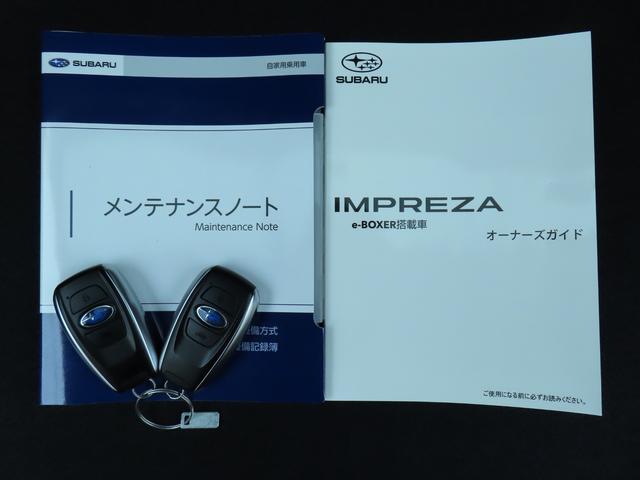 SUBARU
自家用乗用車
メンテナンスノート
Maintenance Note
備方式
備記録簿
SUBARU
IMPREZA
e-BOXER搭載車
オーナーズガイド
ご使用になる前に必ずお読みください。